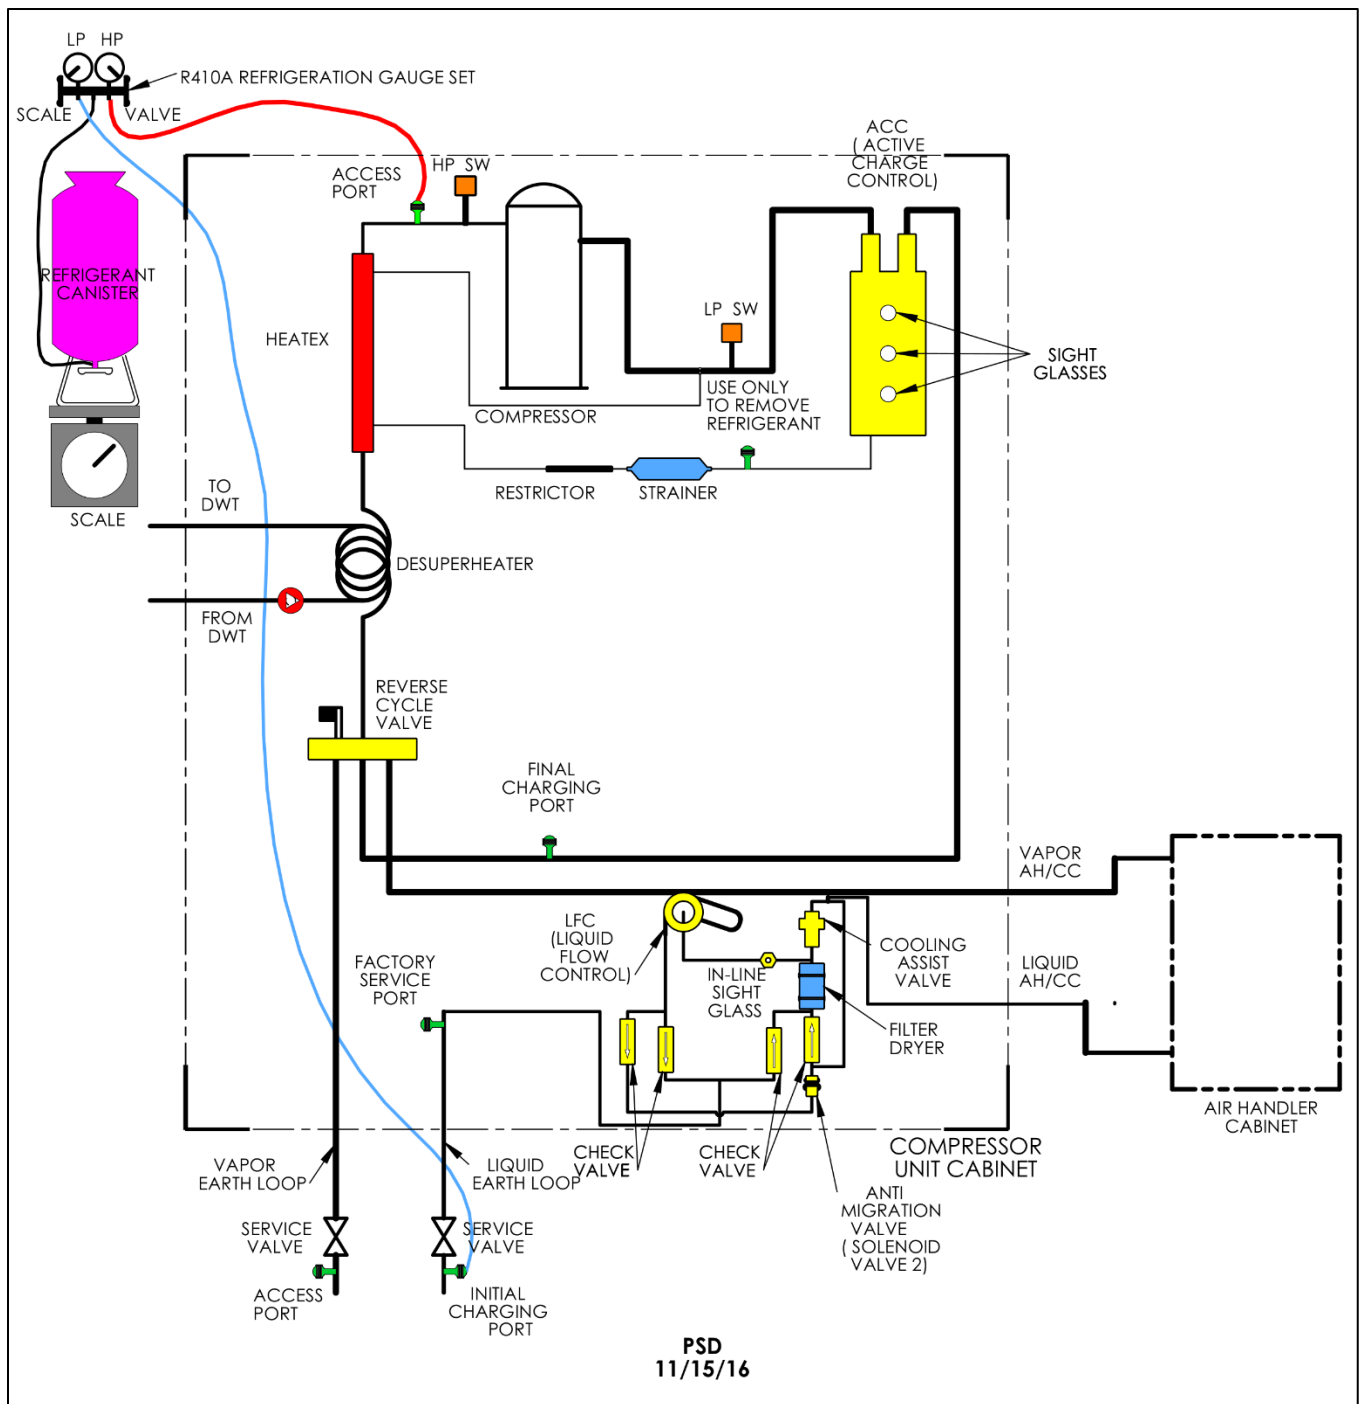 LP HP
R410A REFRIGERATION GAUGE SET
SCALE
VALVE
REFRIGERANT
CANISTER
SCALE
ACCESS
PORT
HP SW
ACC
( ACTIVE
CHARGE
CONTROL)
HEATEX
LP SW
SIGHT
GLASSES
COMPRESSOR
USE ONLY
TO REMOVE
REFRIGERANT
RESTRICTOR
STRAINER
TO
DWT
DESUPERHEATER
FROM
DWT
REVERSE
CYCLE
VALVE
FINAL
CHARGING
PORT
VAPOR
AH/CC
LFC
(LIQUID
FLOW
CONTROL)
COOLING
ASSIST
VALVE
FACTORY
SERVICE
PORT
IN-LINE
SIGHT
GLASS
LIQUID
AH/CC
FILTER
DRYER
AIR HANDLER
CABINET
VAPOR
EARTH LOOP
LIQUID
EARTH LOOP
CHECK
VALVE
CHECK
VALVE
COMPRESSOR
UNIT CABINET
ANTI
MIGRATION
VALVE
( SOLENOID
VALVE 2)
SERVICE
VALVE
SERVICE
VALVE
ACCESS
PORT
INITIAL
CHARGING
PORT
PSD
11/15/16